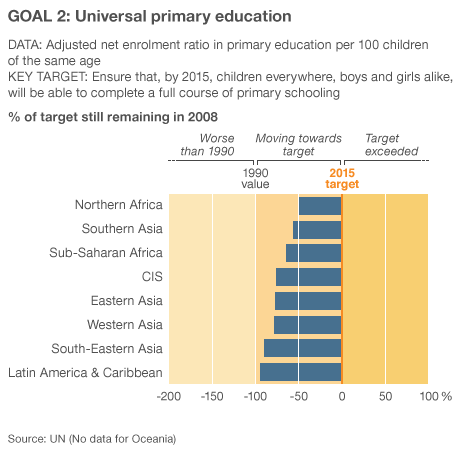 GOAL 2: Universal primary education
DATA: Adjusted net enrolment ratio in primary education per 100 children
of the same age
KEY TARGET: Ensure that, by 2015, children everywhere, boys and girls alike,
will be able to complete a full course of primary schooling
% of target still remaining in 2008
Worse
than 1990
Moving towards
target
Target
exceeded
1990
value
2015
target
Northern Africa
Southern Asia
Sub-Saharan Africa
CIS
Eastern Asia
Western Asia
South-Eastern Asia
Latin America & Caribbean
-200 -150 -100 -50 0 50 100 %
Source: UN (No data for Oceania)